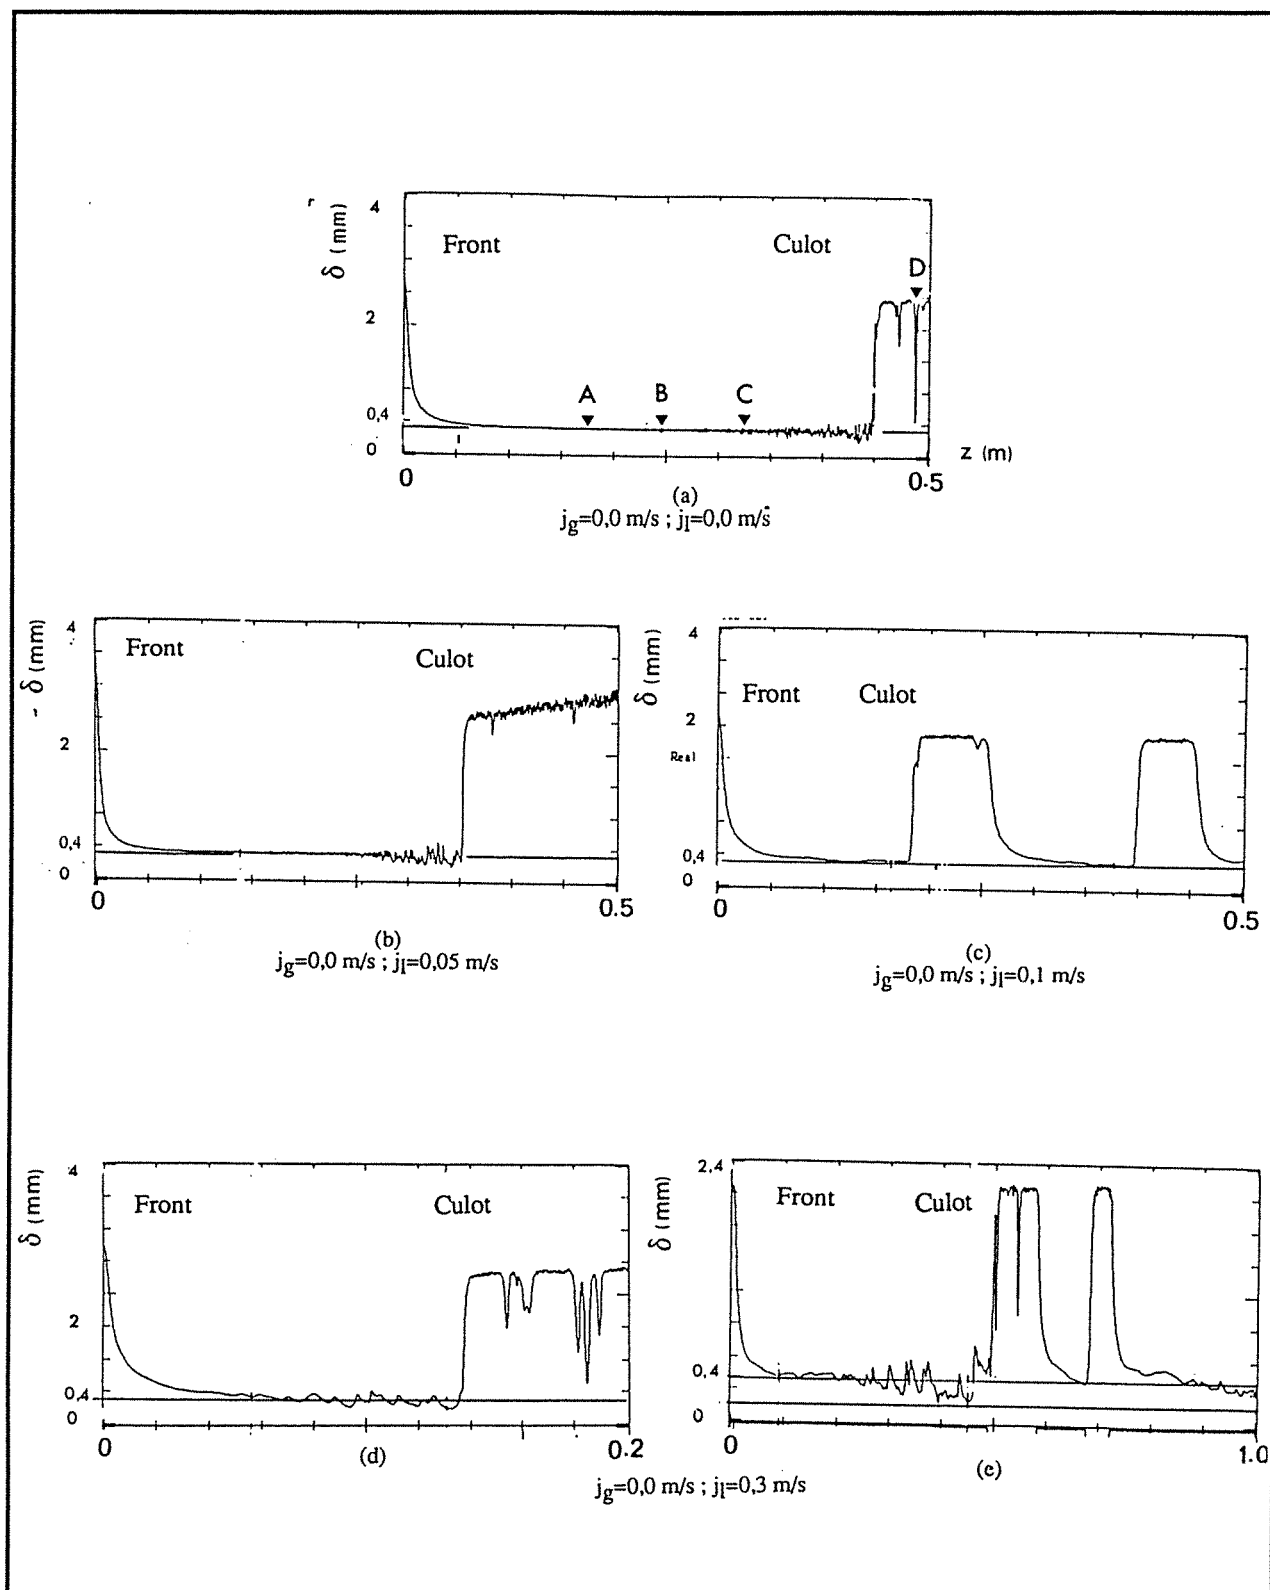 4
δ (mm)
Front
Culot
D
2
A
B
C
0,4
0
z (m)
0
0.5
(a)
jg=0,0 m/s ; jl=0,0 m/s
4
δ (mm)
Front
Culot
2
0,4
0
0
0.5
(b)
jg=0,0 m/s ; jl=0,05 m/s
4
δ (mm)
Front
Culot
2
Real
0,4
0
0
0.5
(c)
jg=0,0 m/s ; jl=0,1 m/s
4
δ (mm)
Front
Culot
2
0,4
0
0
0.2
(d)
2,4
δ (mm)
Front
Culot
0,4
0
0
1.0
(e)
jg=0,0 m/s ; jl=0,3 m/s